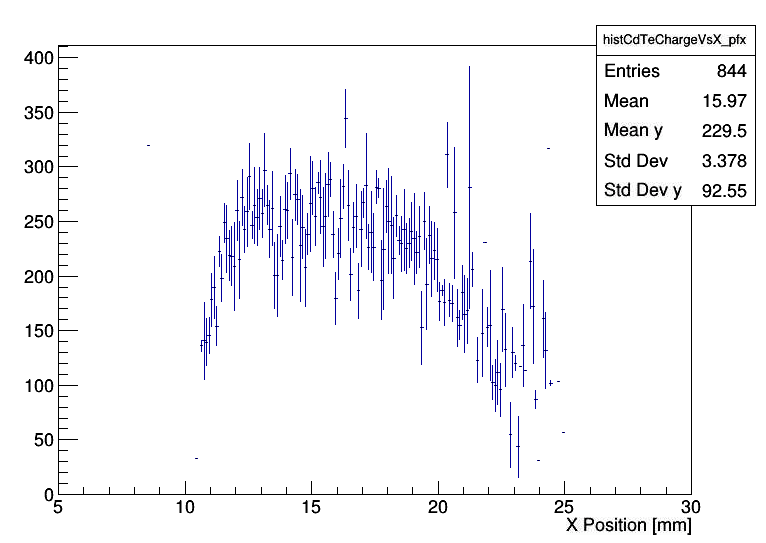 histCdTeChargeVsX_pfx
Entries 844
Mean 15.97
Mean y 229.5
Std Dev 3.378
Std Dev y 92.55
400
350
300
250
200
150
100
50
0
5 10 15 20 25 30
X Position [mm]